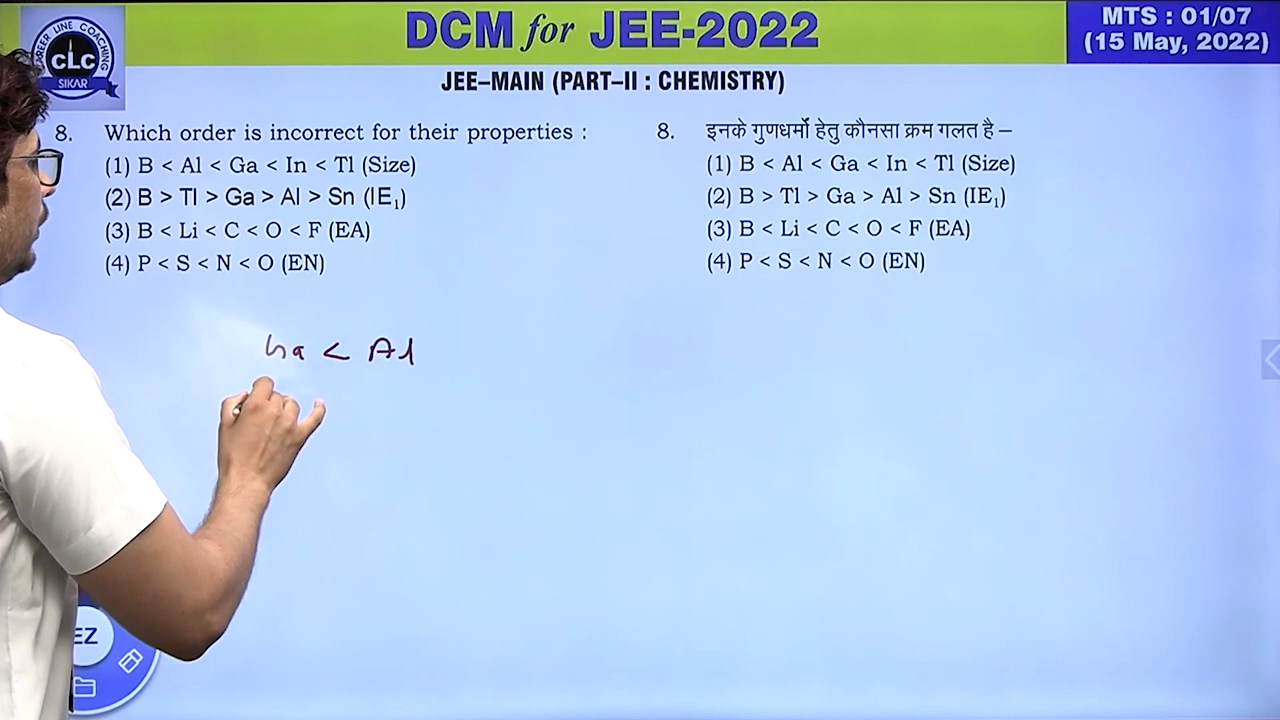 DCM for JEE-2022
MTS : 01/07
(15 May, 2022)
CAREER LINE COACHING
CLC
SIKAR
JEE–MAIN (PART–II : CHEMISTRY)
8. Which order is incorrect for their properties :
(1) B < Al < Ga < In < Tl (Size)
(2) B > Tl > Ga > Al > Sn (IE₁)
(3) B < Li < C < O < F (EA)
(4) P < S < N < O (EN)
8. इनके गुणधर्मों हेतु कौनसा क्रम गलत है –
(1) B < Al < Ga < In < Tl (Size)
(2) B > Tl > Ga > Al > Sn (IE₁)
(3) B < Li < C < O < F (EA)
(4) P < S < N < O (EN)
Ga < Al
EZ